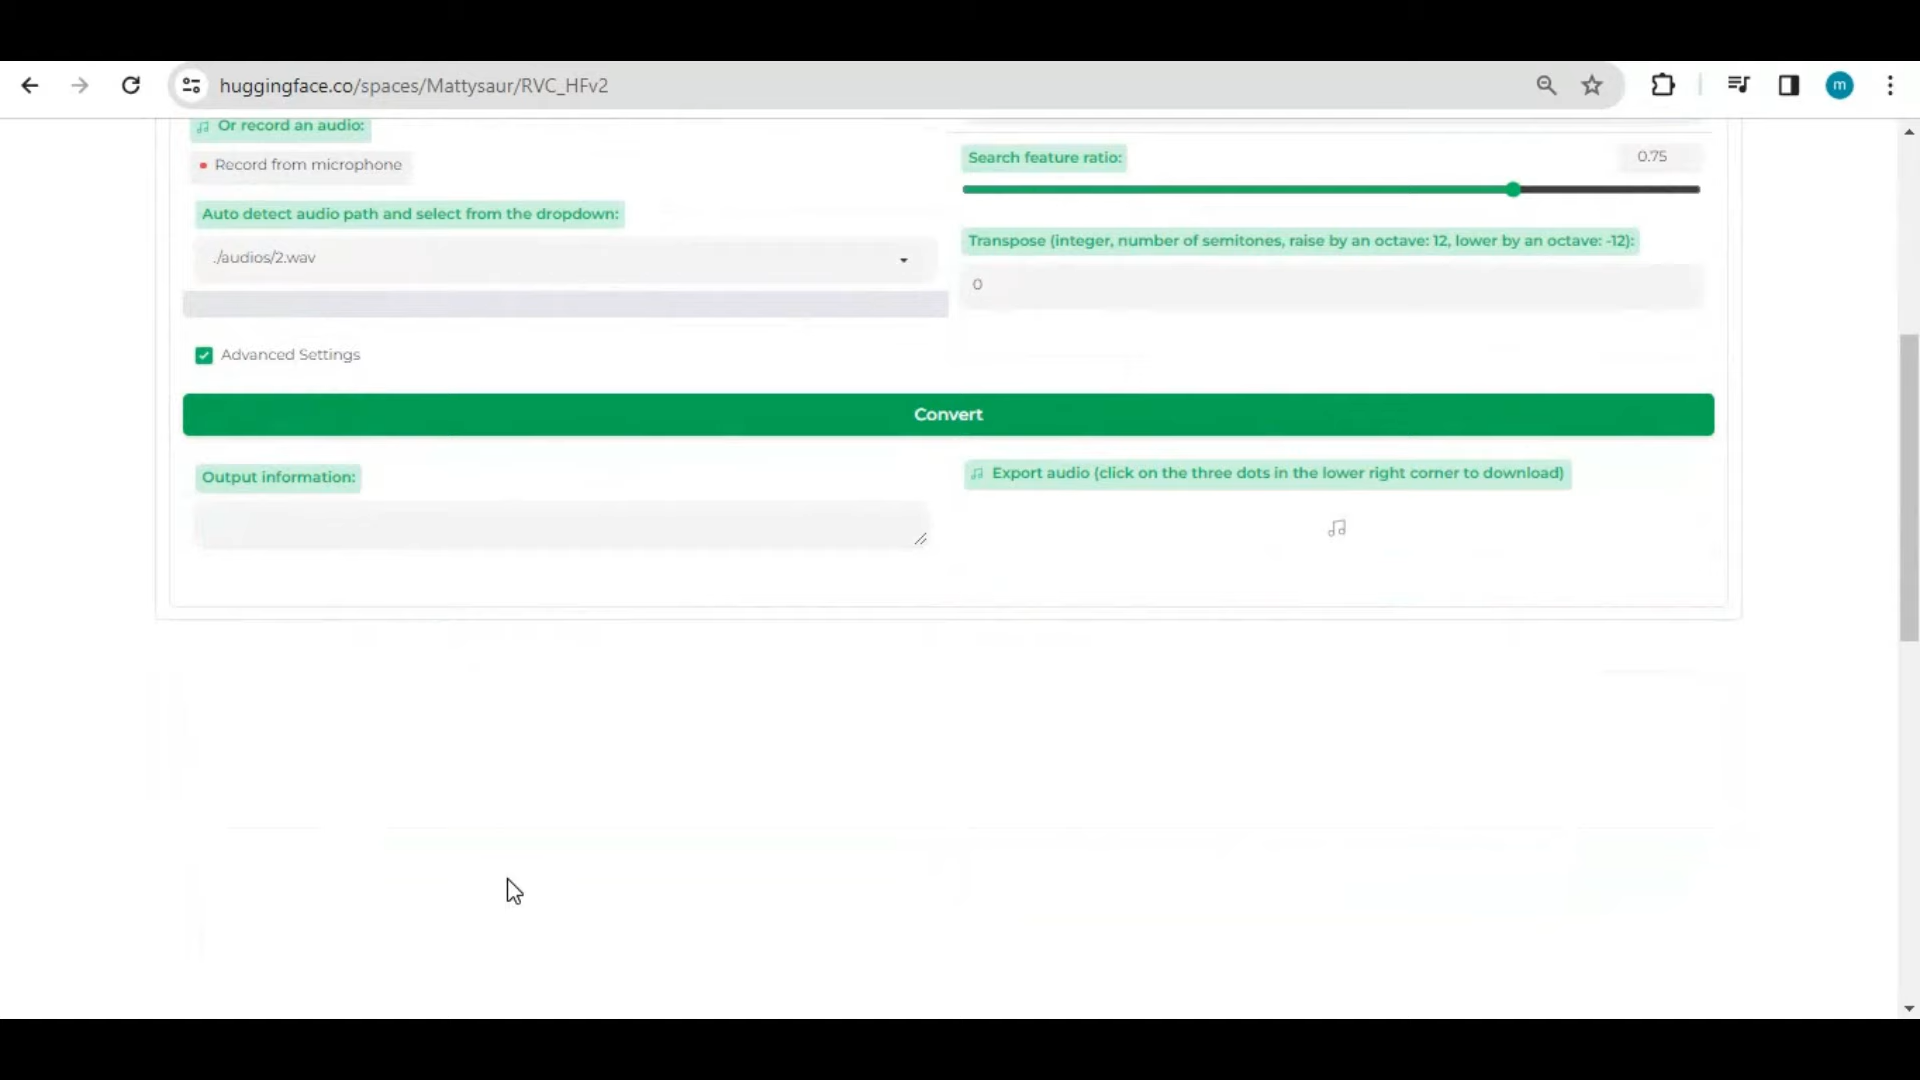 huggingface.co/spaces/Mattysaur/RVC_HFv2
m
Or record an audio:
Record from microphone
Auto detect audio path and select from the dropdown:
./audios/2.wav
Search feature ratio:
0.75
Transpose (integer, number of semitones, raise by an octave: 12, lower by an octave: -12):
0
Advanced Settings
Convert
Output information:
Export audio (click on the three dots in the lower right corner to download)